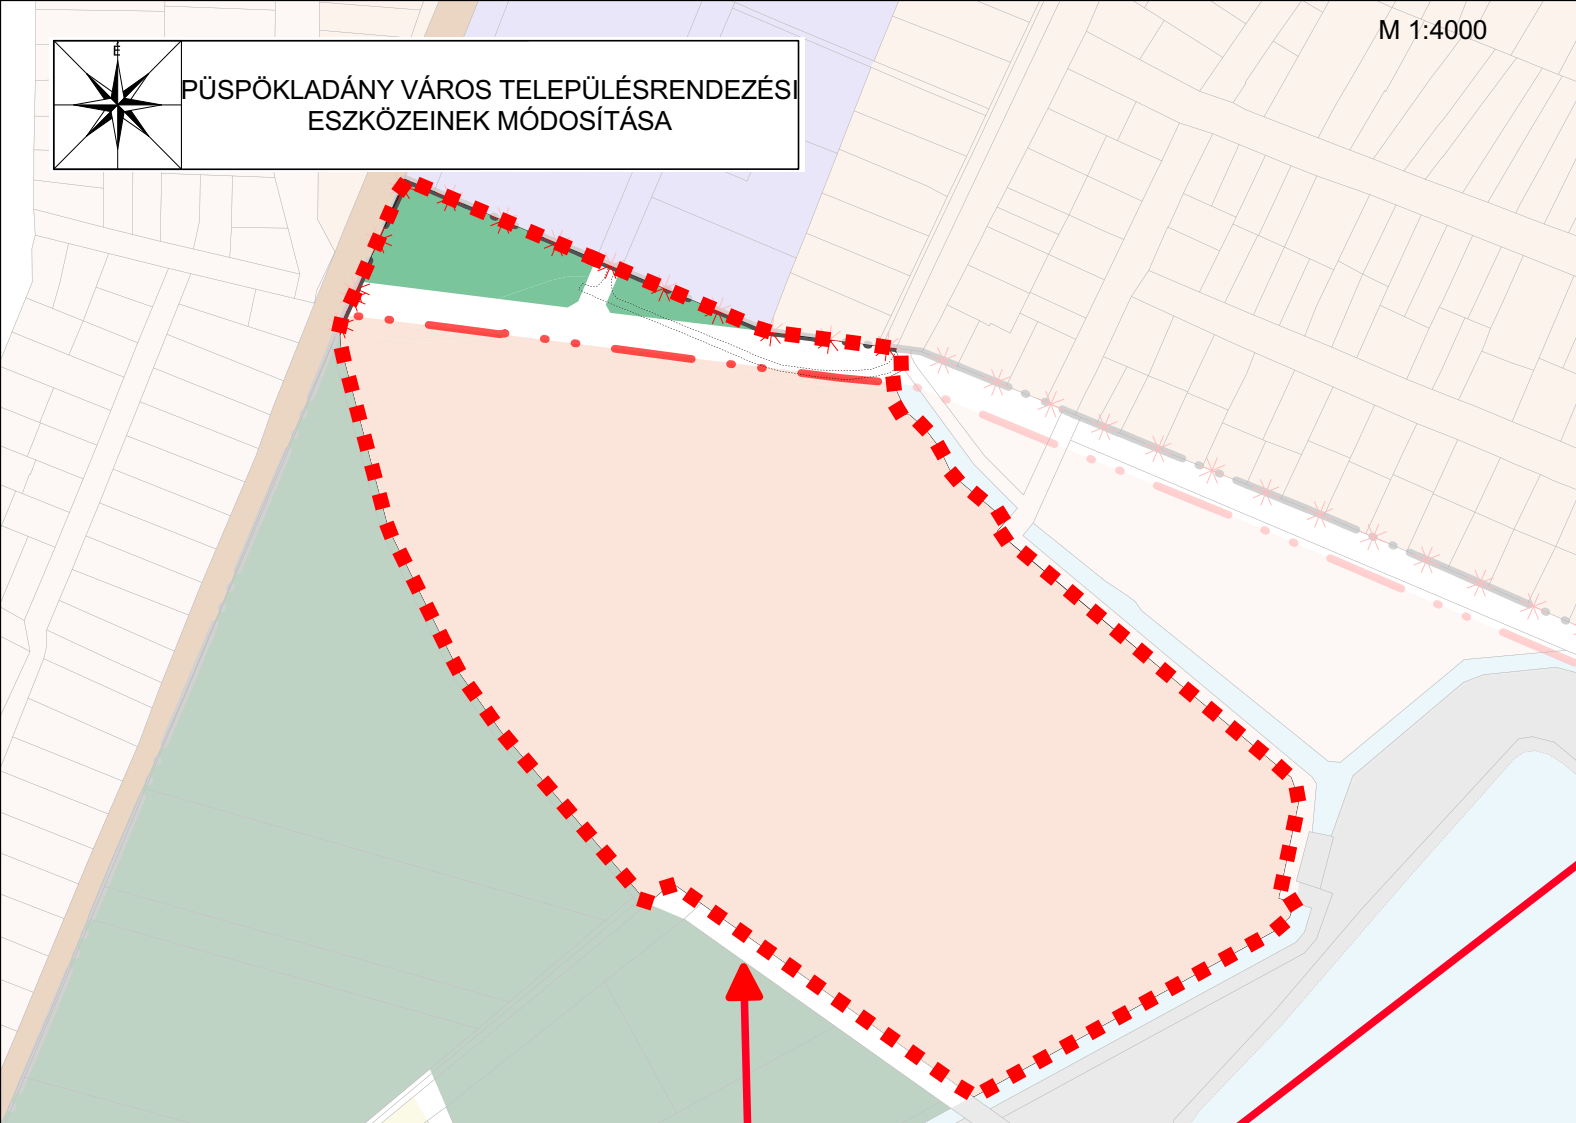 M 1:4000
É
PÜSPÖKLADÁNY VÁROS TELEPÜLÉSRENDEZÉSI
ESZKÖZEINEK MÓDOSÍTÁSA